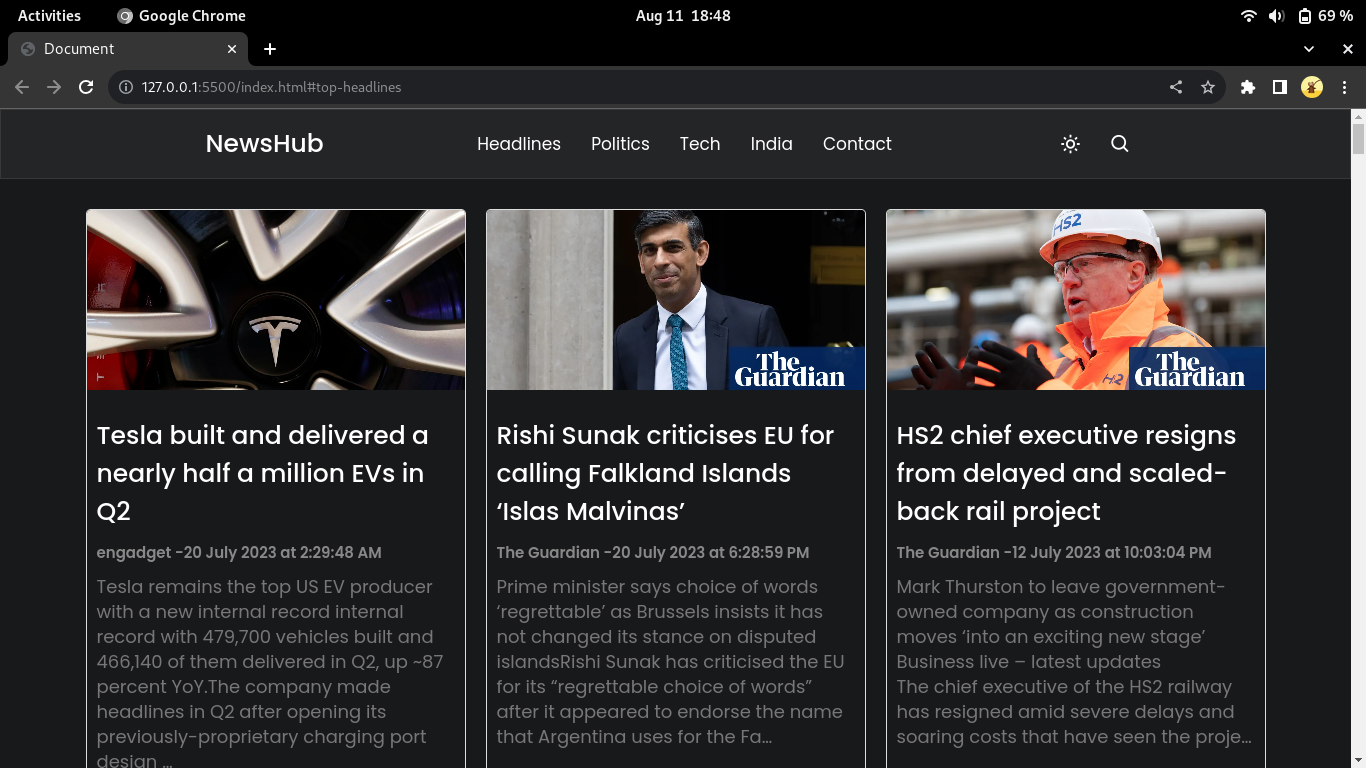 Activities
Google Chrome
Aug 11 18:48
69 %
Document
127.0.0.1:5500/index.html#top-headlines
NewsHub
Headlines
Politics
Tech
India
Contact
T
HS2
The
Guardian
HS2
The
Guardian
Tesla built and delivered a
nearly half a million EVs in
Q2
engadget -20 July 2023 at 2:29:48 AM
Tesla remains the top US EV producer
with a new internal record internal
record with 479,700 vehicles built and
466,140 of them delivered in Q2, up ~87
percent YoY.The company made
headlines in Q2 after opening its
previously-proprietary charging port
design ...
Rishi Sunak criticises EU for
calling Falkland Islands
‘Islas Malvinas’
The Guardian -20 July 2023 at 6:28:59 PM
Prime minister says choice of words
‘regrettable’ as Brussels insists it has
not changed its stance on disputed
islandsRishi Sunak has criticised the EU
for its “regrettable choice of words”
after it appeared to endorse the name
that Argentina uses for the Fa...
HS2 chief executive resigns
from delayed and scaled-
back rail project
The Guardian -12 July 2023 at 10:03:04 PM
Mark Thurston to leave government-
owned company as construction
moves ‘into an exciting new stage’
Business live – latest updates
The chief executive of the HS2 railway
has resigned amid severe delays and
soaring costs that have seen the proje...